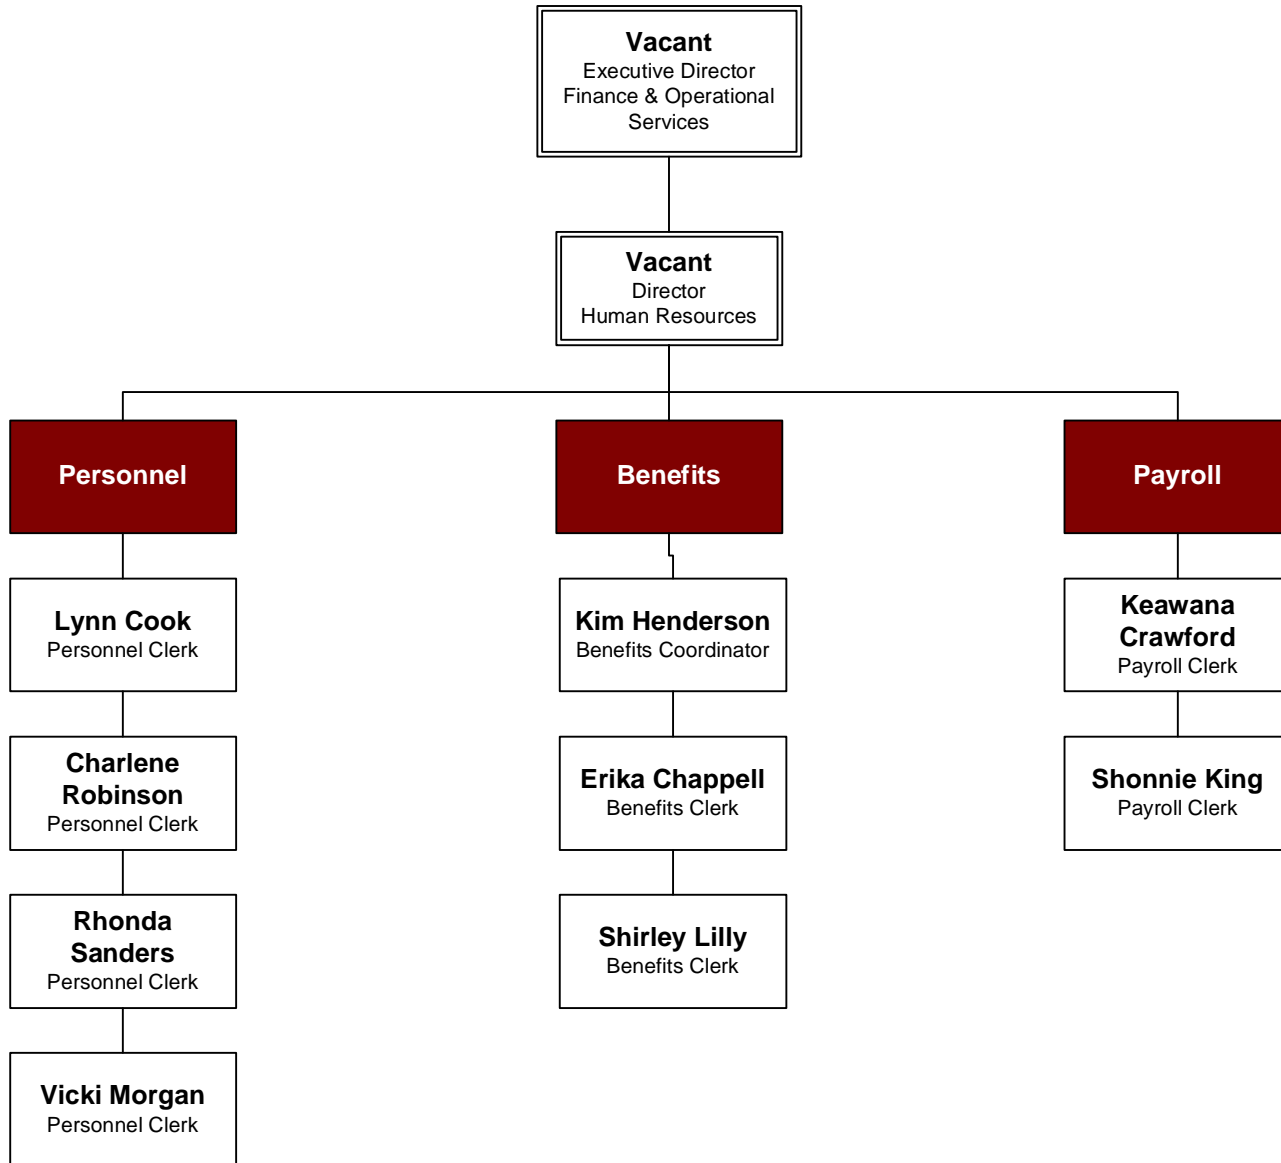 Vacant
Executive Director
Finance & Operational
Services
Vacant
Director
Human Resources
Personnel
Benefits
Payroll
Lynn Cook
Personnel Clerk
Kim Henderson
Benefits Coordinator
Keawana
Crawford
Payroll Clerk
Charlene
Robinson
Personnel Clerk
Erika Chappell
Benefits Clerk
Shonnie King
Payroll Clerk
Rhonda
Sanders
Personnel Clerk
Shirley Lilly
Benefits Clerk
Vicki Morgan
Personnel Clerk